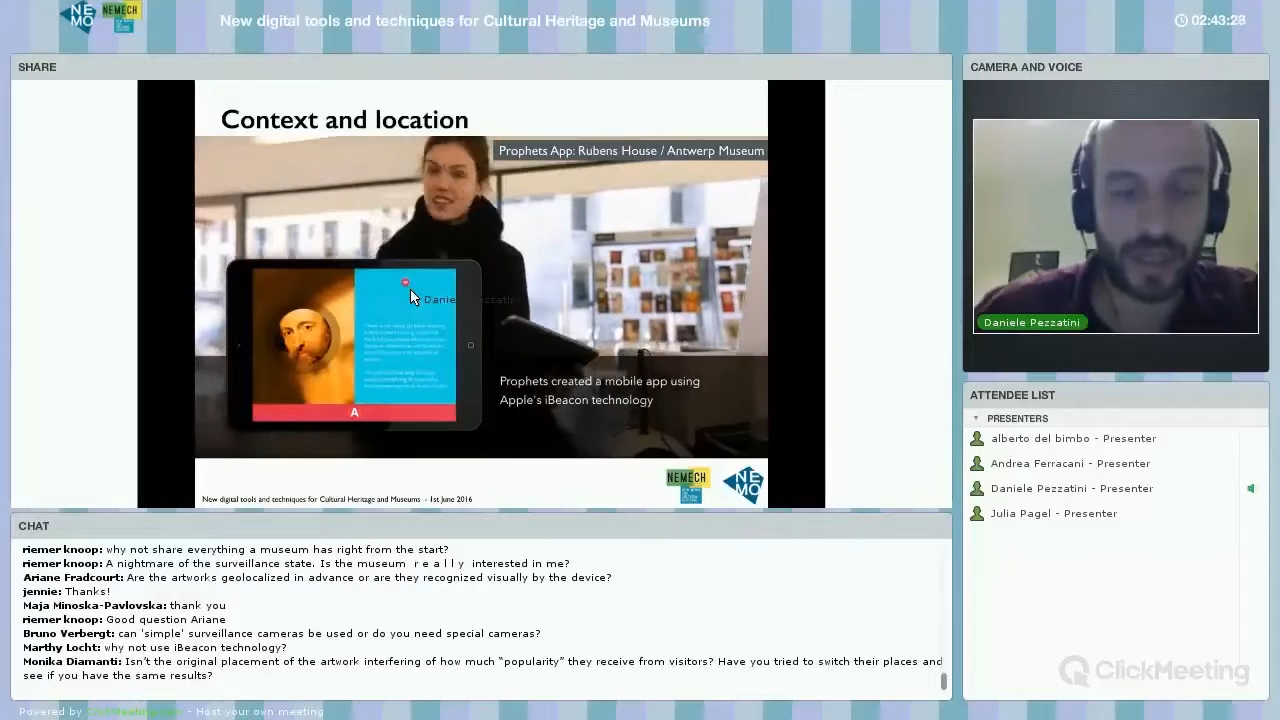 NE
MO
NEMECH
New digital tools and techniques for Cultural Heritage and Museums
02:43:23
SHARE
Context and location
Prophets App: Rubens House / Antwerp Museum
A
Prophets created a mobile app using
Apple's iBeacon technology
New digital tools and techniques for Cultural Heritage and Museums - 1st June 2016
NEMECH
NE
MO
CAMERA AND VOICE
Daniele Pezzatini
ATTENDEE LIST
PRESENTERS
alberto del bimbo - Presenter
Andrea Ferracani - Presenter
Daniele Pezzatini - Presenter
Julia Pagel - Presenter
CHAT
riemer knoop: why not share everything a museum has right from the start?
riemer knoop: A nightmare of the surveillance state. Is the museum r e a l l y interested in me?
Ariane Fradcourt: Are the artworks geolocalized in advance or are they recognized visually by the device?
jennie: Thanks!
Maja Minoska-Pavlovska: thank you
riemer knoop: Good question Ariane
Bruno Verbergt: can 'simple' surveillance cameras be used or do you need special cameras?
Marthy Locht: why not use iBeacon technology?
Monika Diamanti: Isn't the original placement of the artwork interfering of how much "popularity" they receive from visitors? Have you tried to switch their places and
see if you have the same results?
ClickMeeting
Powered by - Host your own meeting